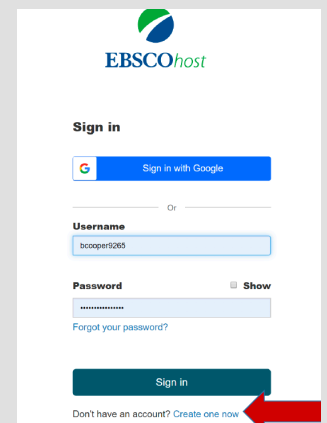 EBSCOhost
Sign in
G Sign in with Google
Or
Username
bcooper9265
Password Show
••••••••••••••••
Forgot your password?
Sign in
Don't have an account? Create one now